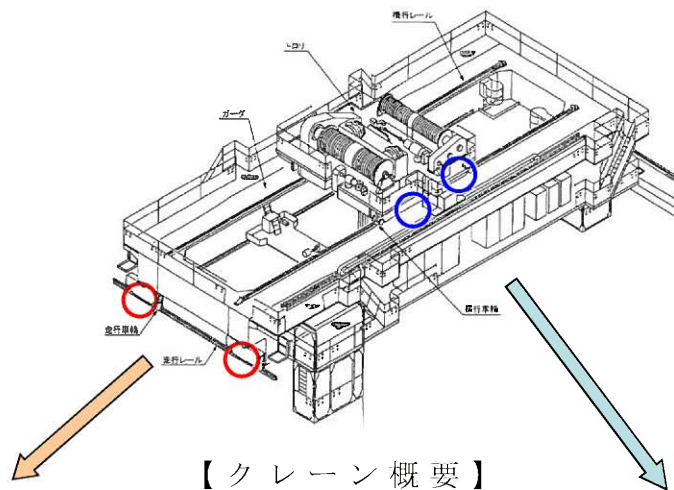 横行レール
トロリ
ガーダ
横行車輪
走行車輪
走行レール
【クレーン概要】